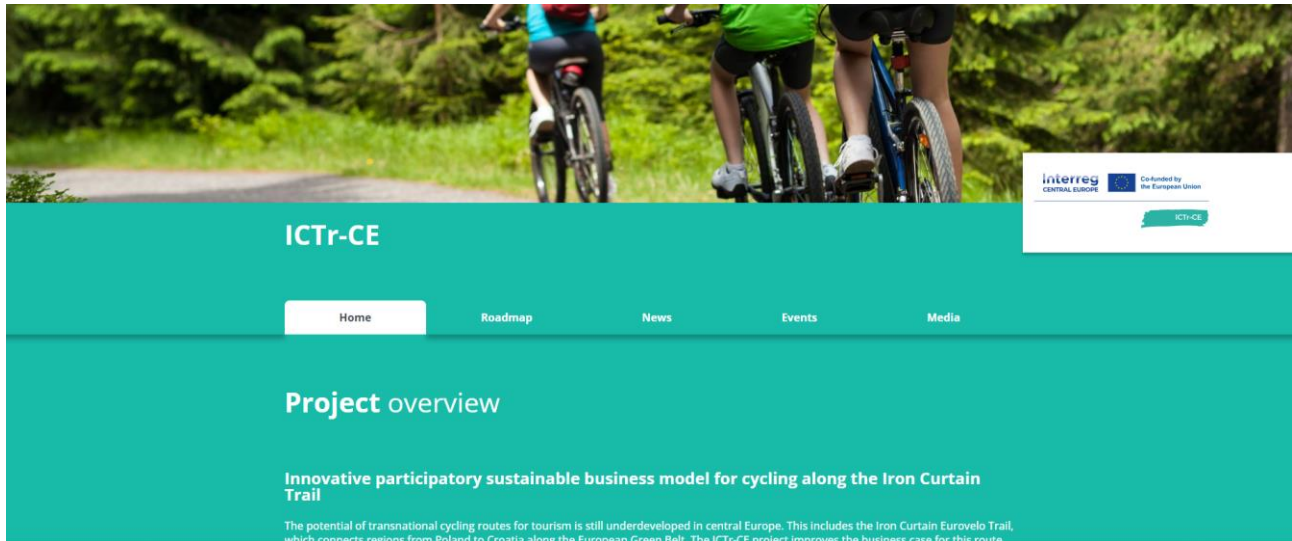 Interreg
CENTRAL EUROPE
Co-funded by
the European Union
ICTr-CE
ICTr-CE
Home Roadmap News Events Media
Project overview
Innovative participatory sustainable business model for cycling along the Iron Curtain
Trail
The potential of transnational cycling routes for tourism is still underdeveloped in central Europe. This includes the Iron Curtain Eurovelo Trail,
which connects regions from Poland to Croatia along the European Green Belt. The ICTr-CE project improves the business case for this route